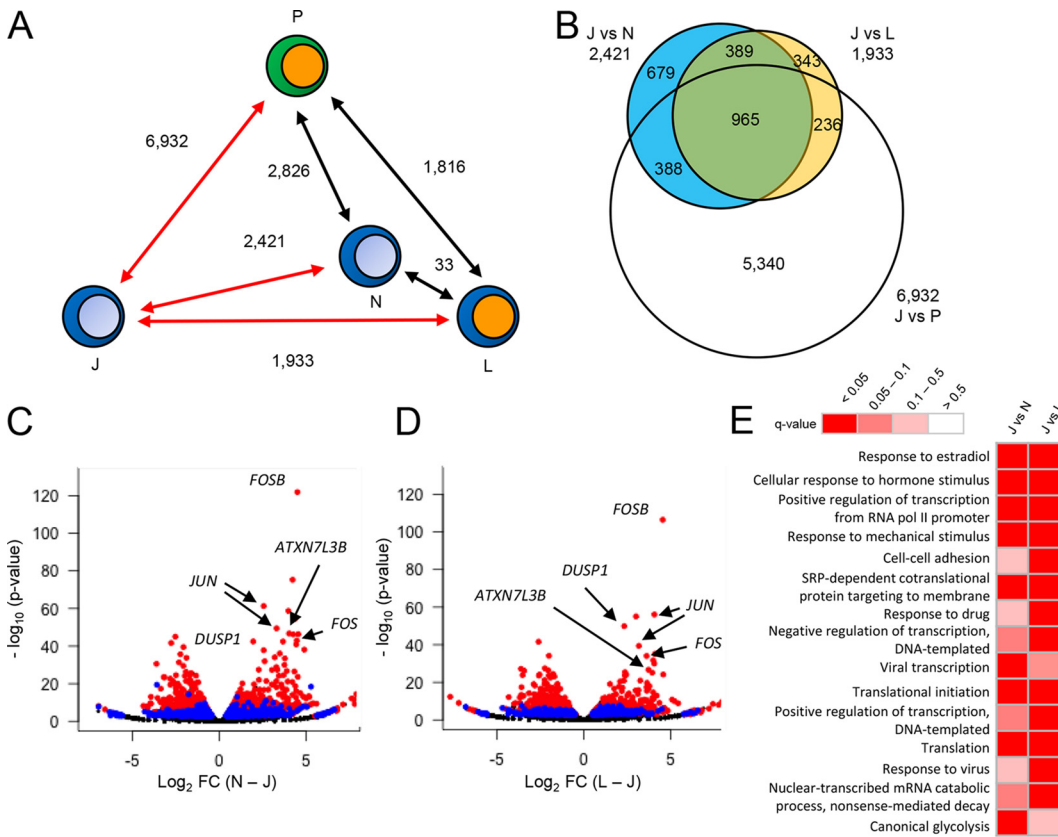 A
P
6,932
2,826
1,816
2,421
33
N
J
L
1,933
B
J vs N
2,421
J vs L
1,933
389
343
679
965
236
388
5,340
6,932
J vs P
C
FOSB
ATXN7L3B
JUN
FOS
DUSP1
120
100
80
60
40
20
0
- log10 (p-value)
-5
0
5
Log2 FC (N – J)
D
FOSB
DUSP1
ATXN7L3B
JUN
FOS
120
100
80
60
40
20
0
- log10 (p-value)
-5
0
5
Log2 FC (L – J)
E
q-value
< 0.05
0.05 – 0.1
0.1 – 0.5
> 0.5
J vs N
Response to estradiol
Cellular response to hormone stimulus
Positive regulation of transcription
from RNA pol II promoter
Response to mechanical stimulus
Cell-cell adhesion
SRP-dependent cotranslational
protein targeting to membrane
Response to drug
Negative regulation of transcription,
DNA-templated
Viral transcription
Translational initiation
Positive regulation of transcription,
DNA-templated
Translation
Response to virus
Nuclear-transcribed mRNA catabolic
process, nonsense-mediated decay
Canonical glycolysis